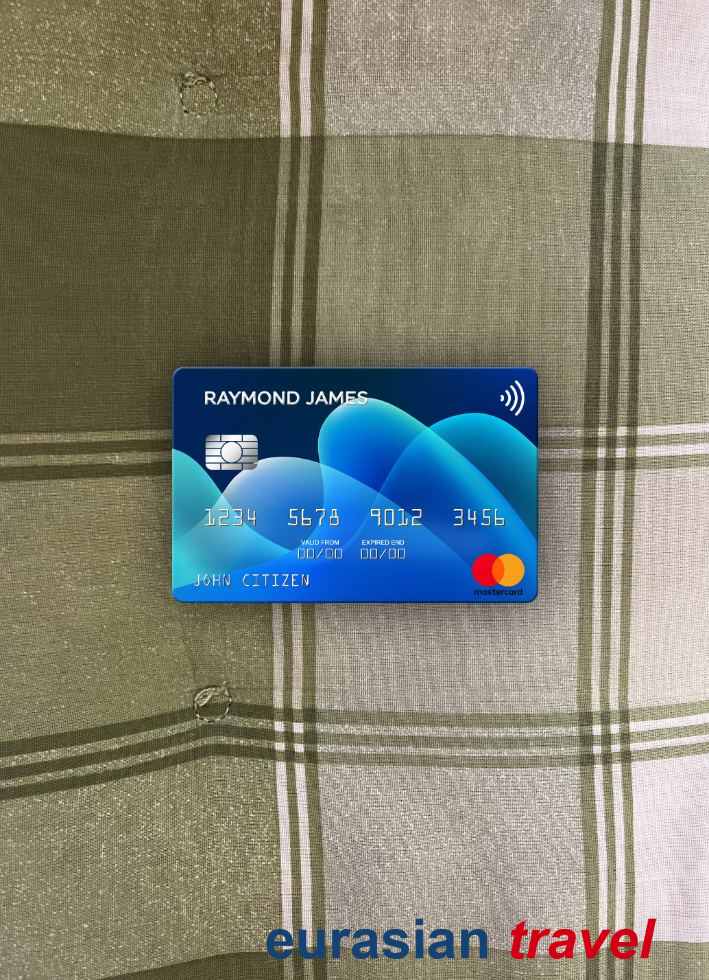 RAYMOND JAMES
1234 5678 9012 3456
VALID FROM EXPIRED END
00/00 00/00
JOHN CITIZEN
mastercard
eurasian travel